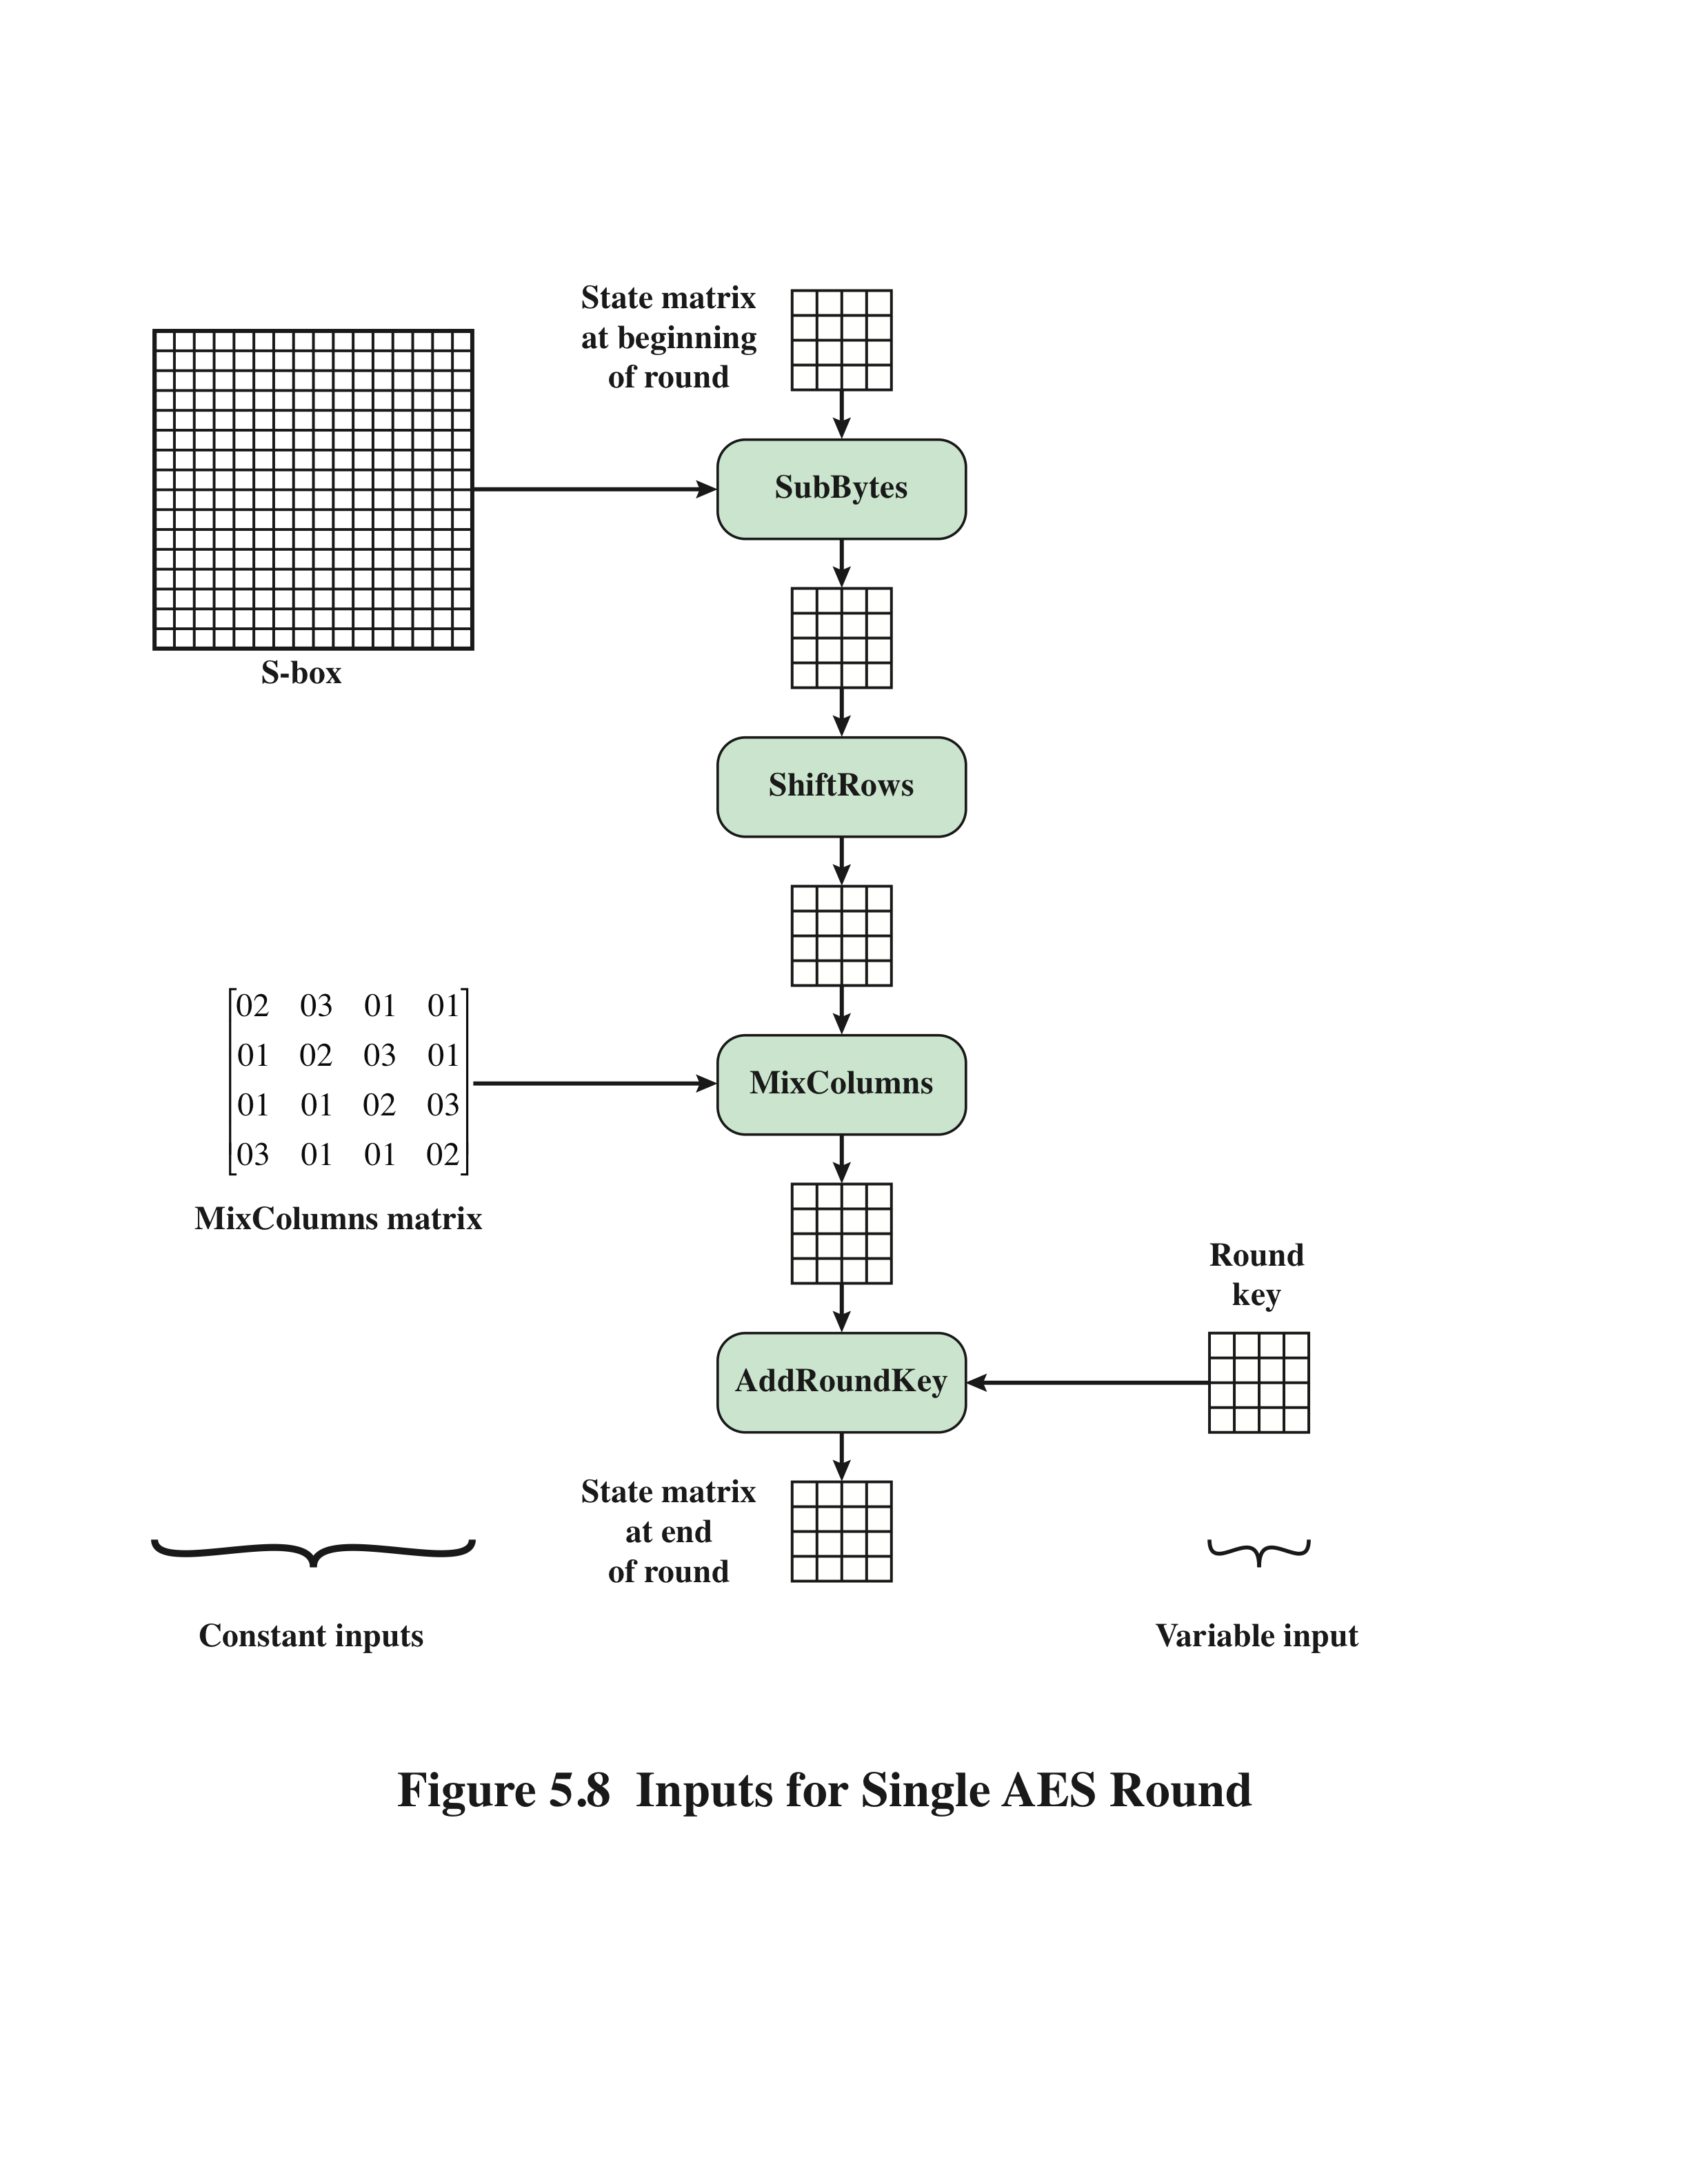 State matrix
at beginning
of round
SubBytes
S-box
ShiftRows
02 03 01 01
01 02 03 01
01 01 02 03
03 01 01 02
MixColumns
MixColumns matrix
Round
key
AddRoundKey
State matrix
at end
of round
Constant inputs
Variable input
Figure 5.8 Inputs for Single AES Round